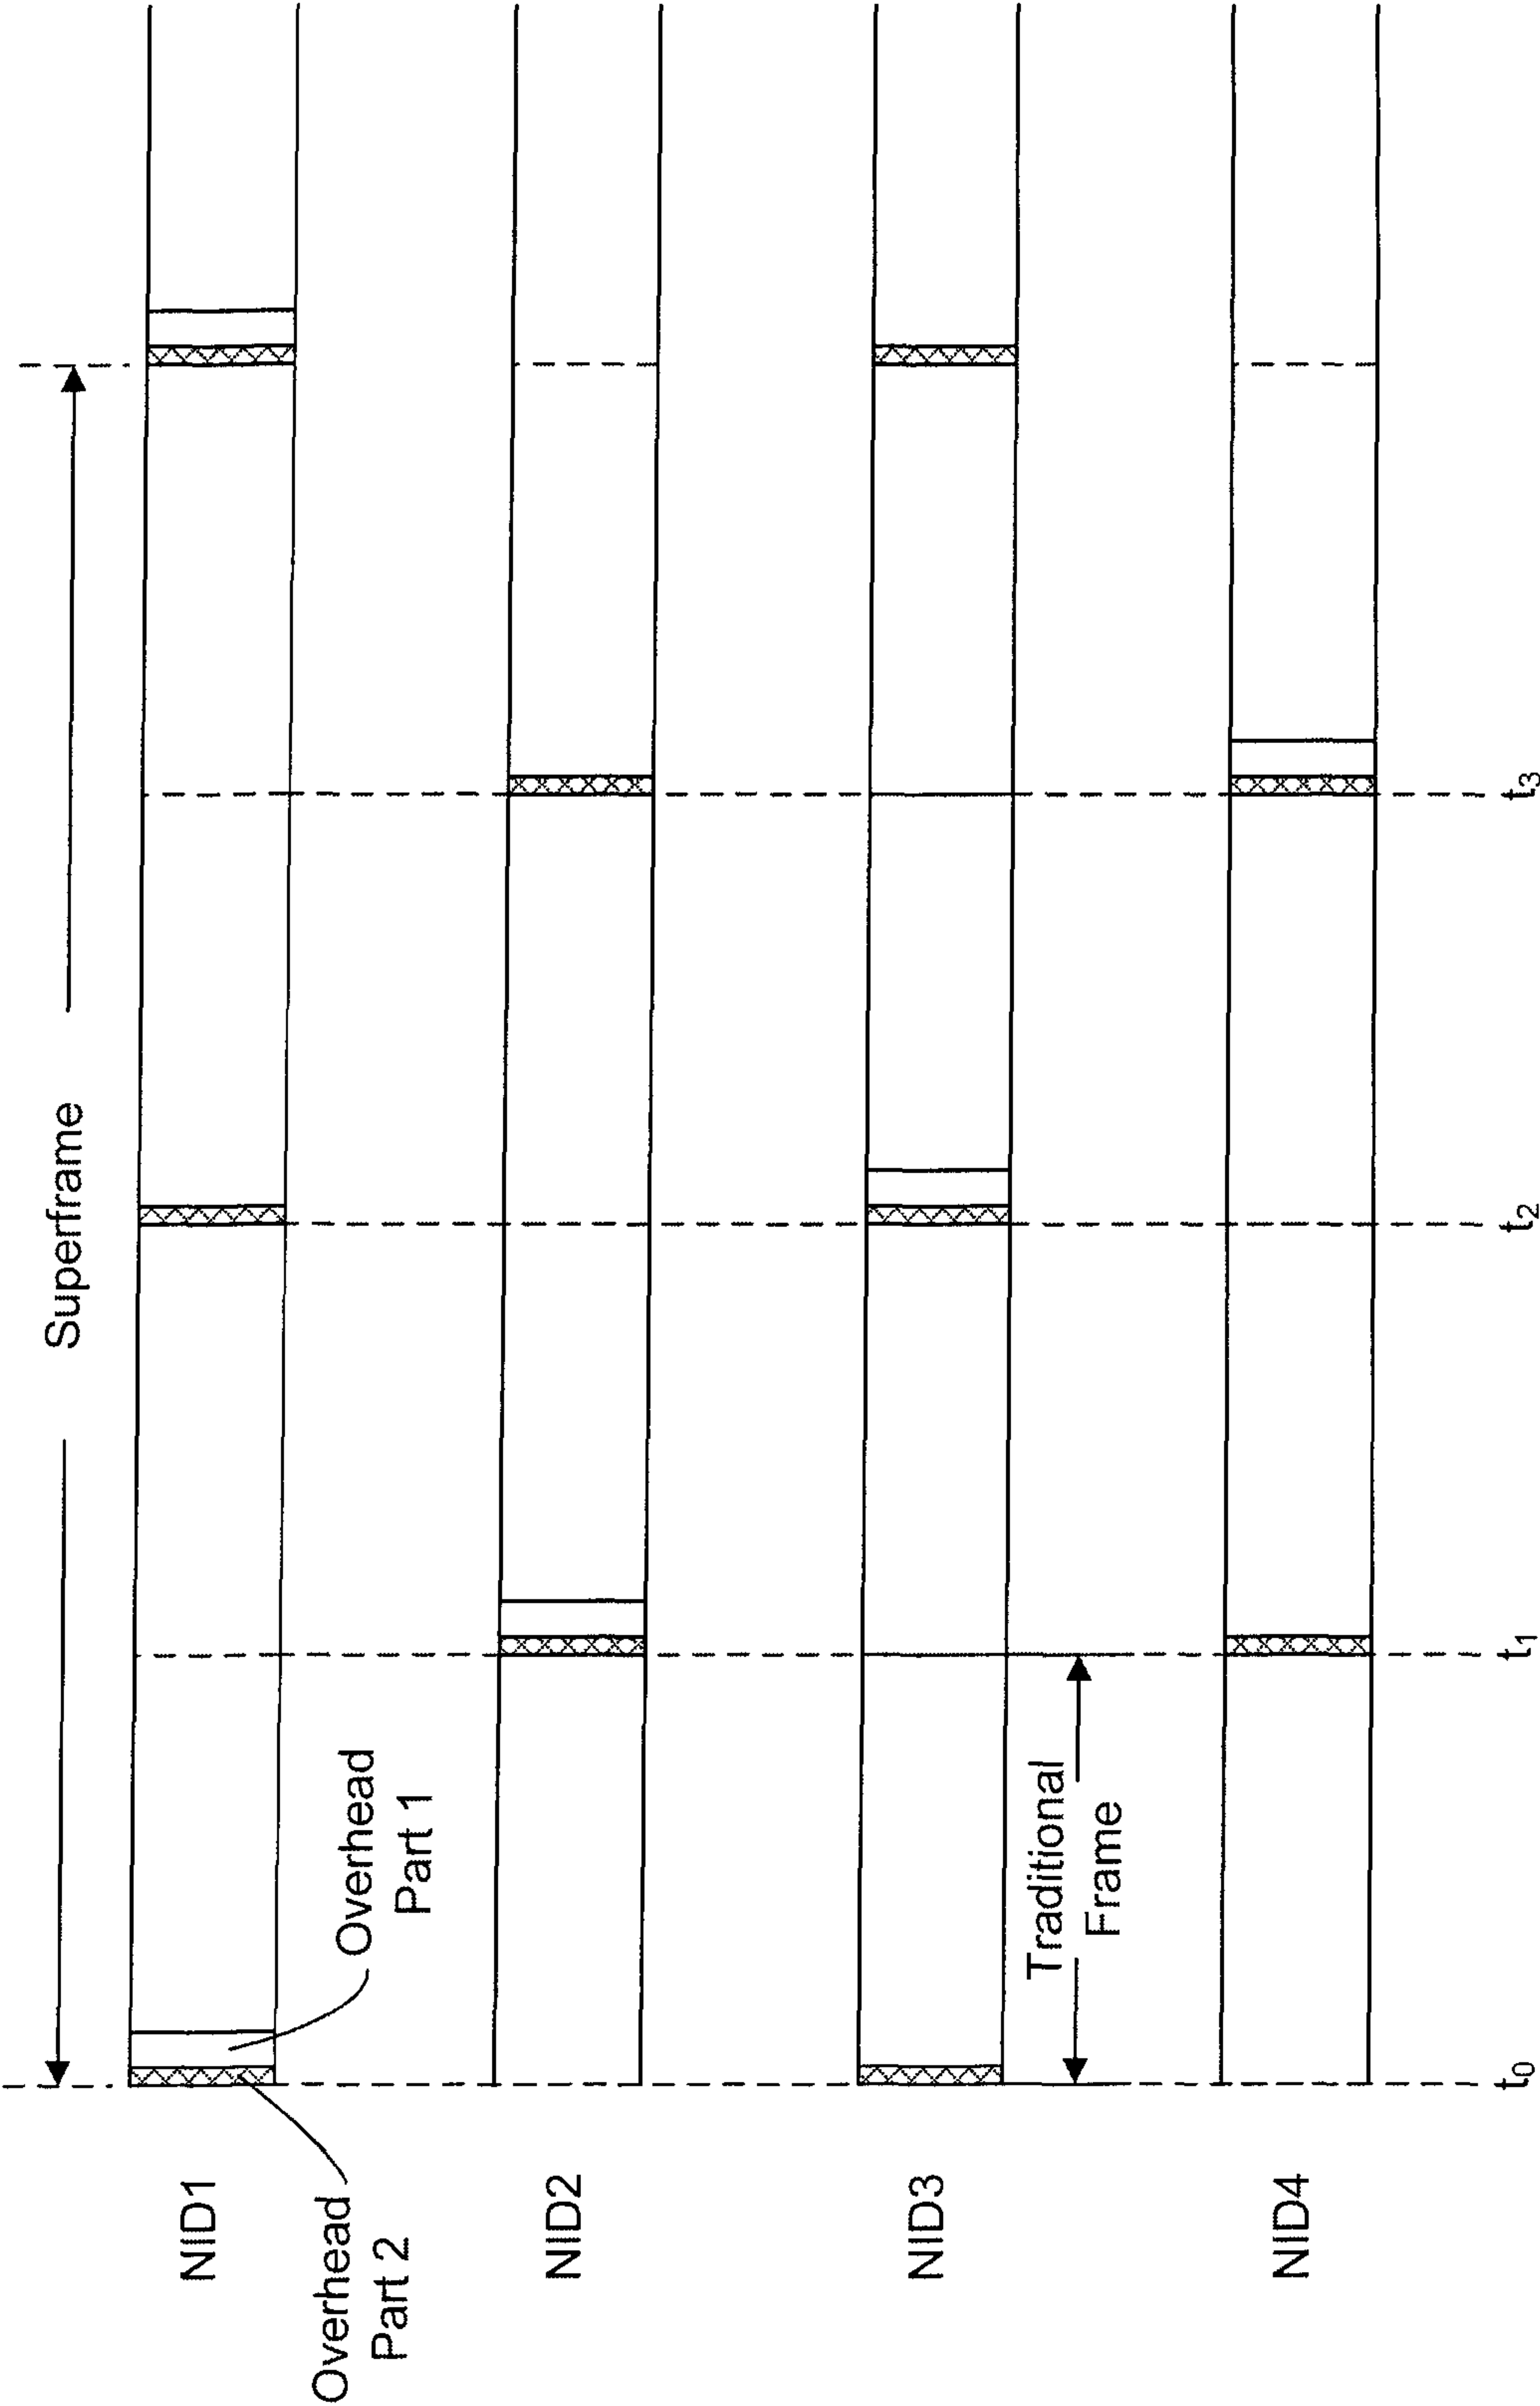 Superframe
NID1
Overhead
Part 2
Overhead
Part 1
NID2
NID3
Traditional
Frame
NID4
t0
t1
t2
t3